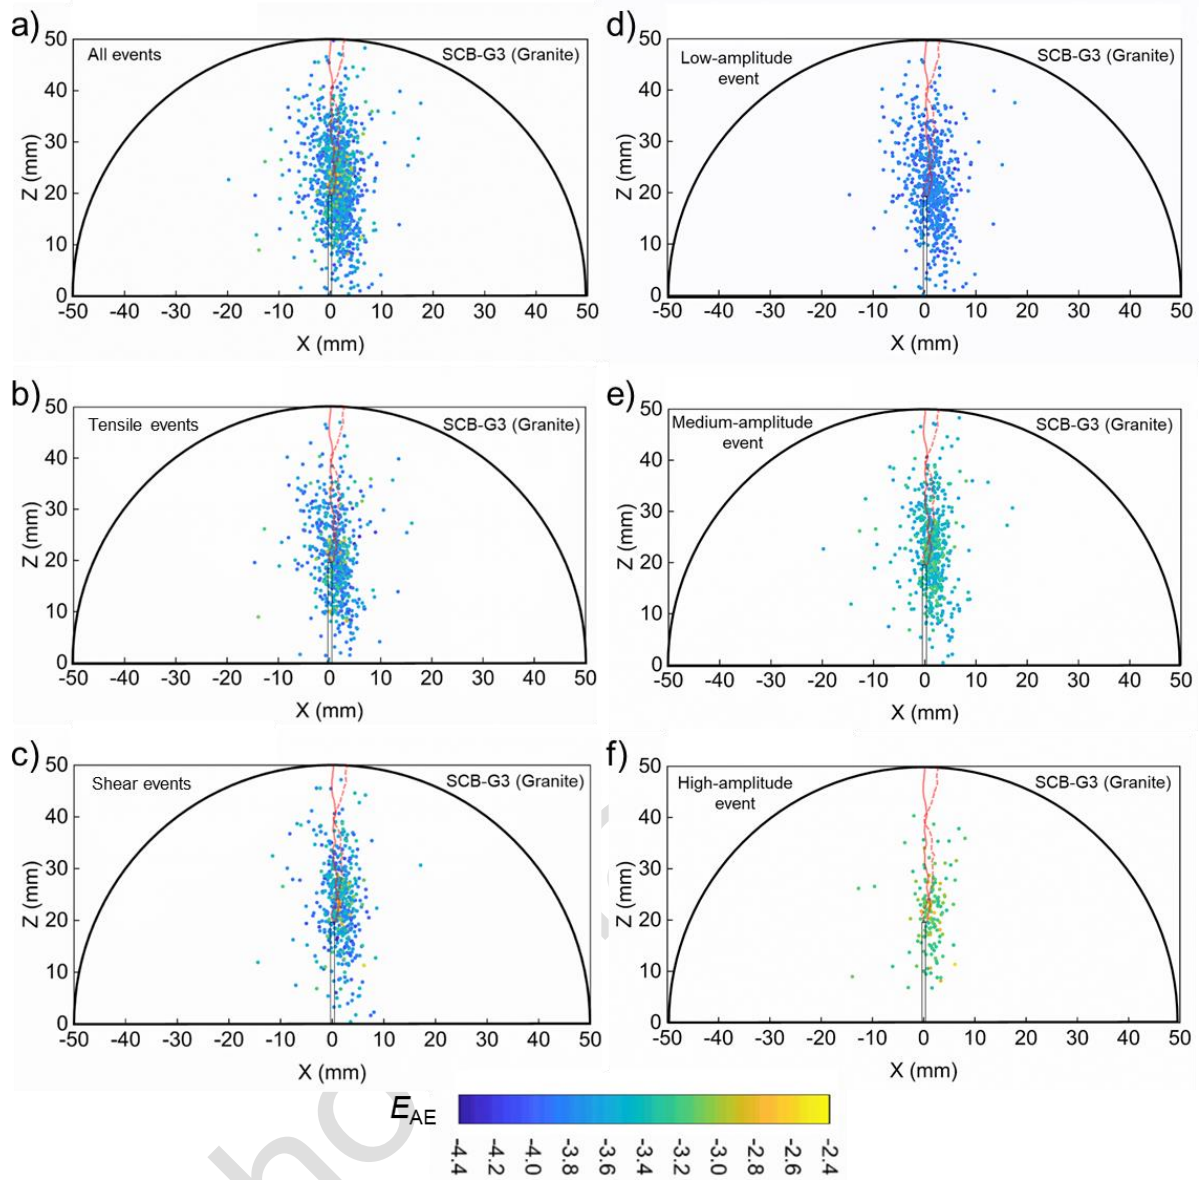 a)
All events
SCB-G3 (Granite)
50
40
30
20
10
0
Z (mm)
-50 -40 -30 -20 -10 0 10 20 30 40 50
X (mm)
d)
Low-amplitude
event
SCB-G3 (Granite)
50
40
30
20
10
0
Z (mm)
-50 -40 -30 -20 -10 0 10 20 30 40 50
X (mm)
b)
Tensile events
SCB-G3 (Granite)
50
40
30
20
10
0
Z (mm)
-50 -40 -30 -20 -10 0 10 20 30 40 50
X (mm)
e)
Medium-amplitude
event
SCB-G3 (Granite)
50
40
30
20
10
0
Z (mm)
-50 -40 -30 -20 -10 0 10 20 30 40 50
X (mm)
c)
Shear events
SCB-G3 (Granite)
50
40
30
20
10
0
Z (mm)
-50 -40 -30 -20 -10 0 10 20 30 40 50
X (mm)
f)
High-amplitude
event
SCB-G3 (Granite)
50
40
30
20
10
0
Z (mm)
-50 -40 -30 -20 -10 0 10 20 30 40 50
X (mm)
EAE
-4.4 -4.2 -4.0 -3.8 -3.6 -3.4 -3.2 -3.0 -2.8 -2.6 -2.4